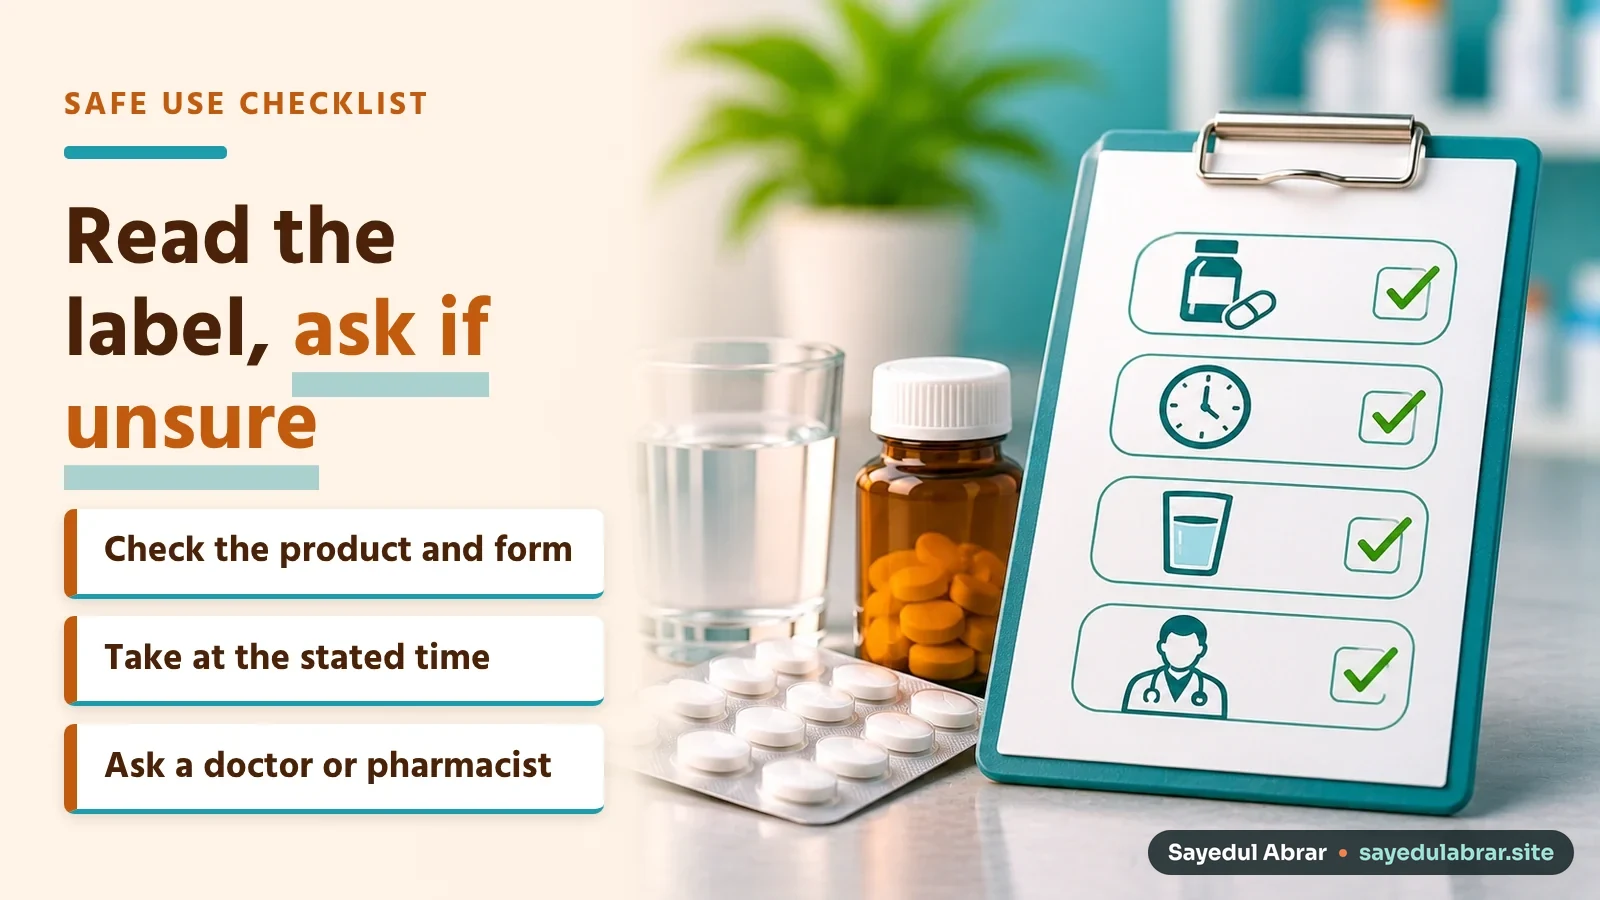 SAFE USE CHECKLIST
Read the
label, ask if
unsure
Check the product and form
Take at the stated time
Ask a doctor or pharmacist
Sayedul Abrar • sayedulabrar.site